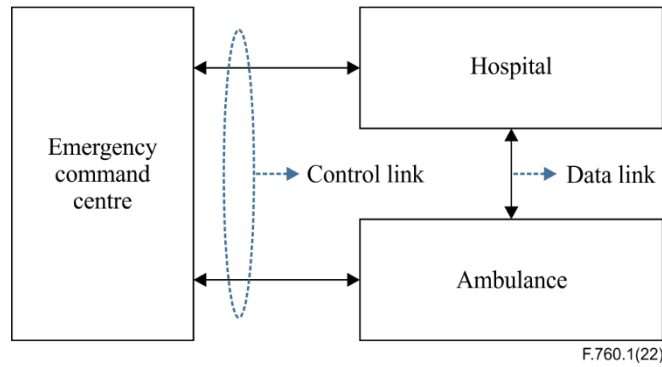 Emergency
command
centre
Hospital
Control link
Data link
Ambulance
F.760.1(22)